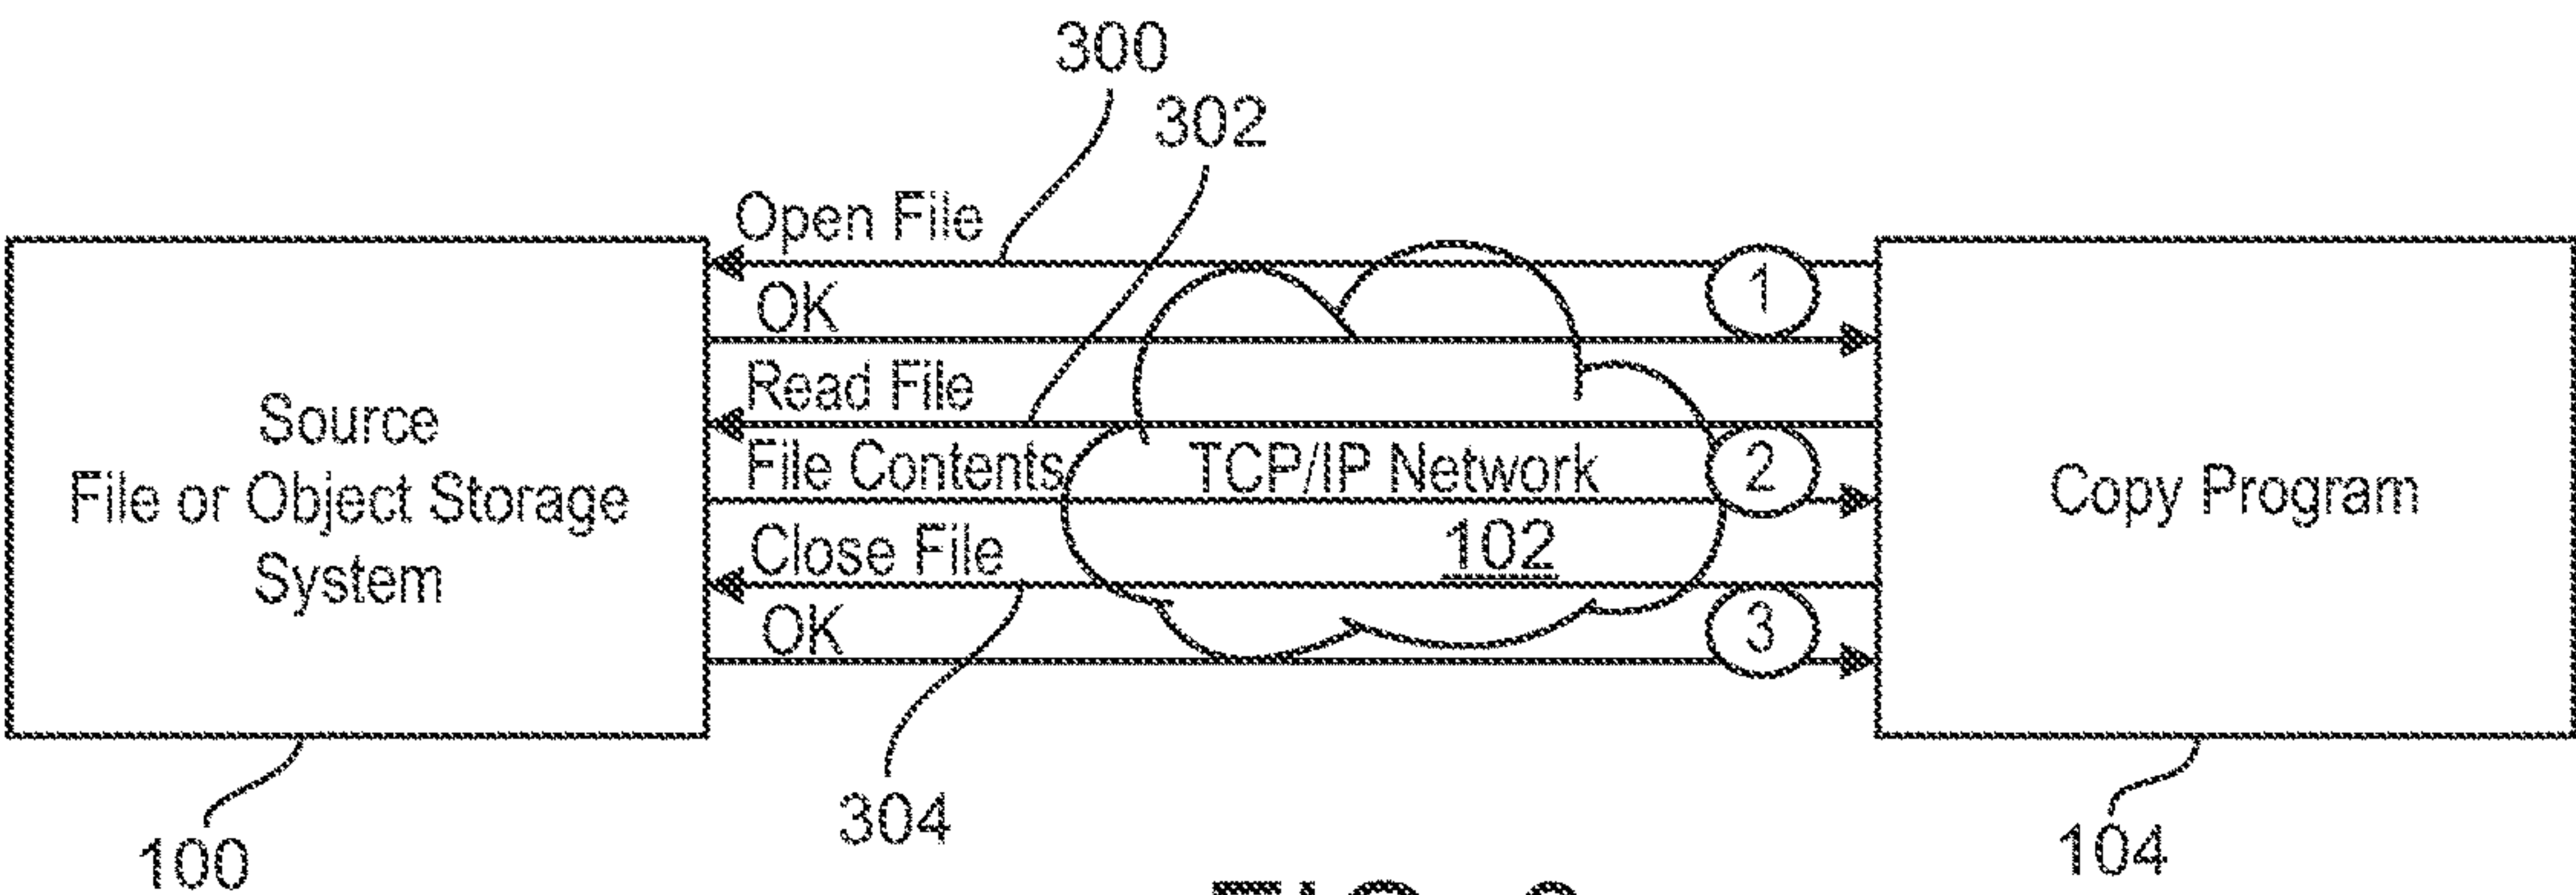 300
302
Open File
OK
1
Read File
File Contents
TCP/IP Network
2
102
Close File
OK
3
Source
File or Object Storage
System
Copy Program
304
100
104